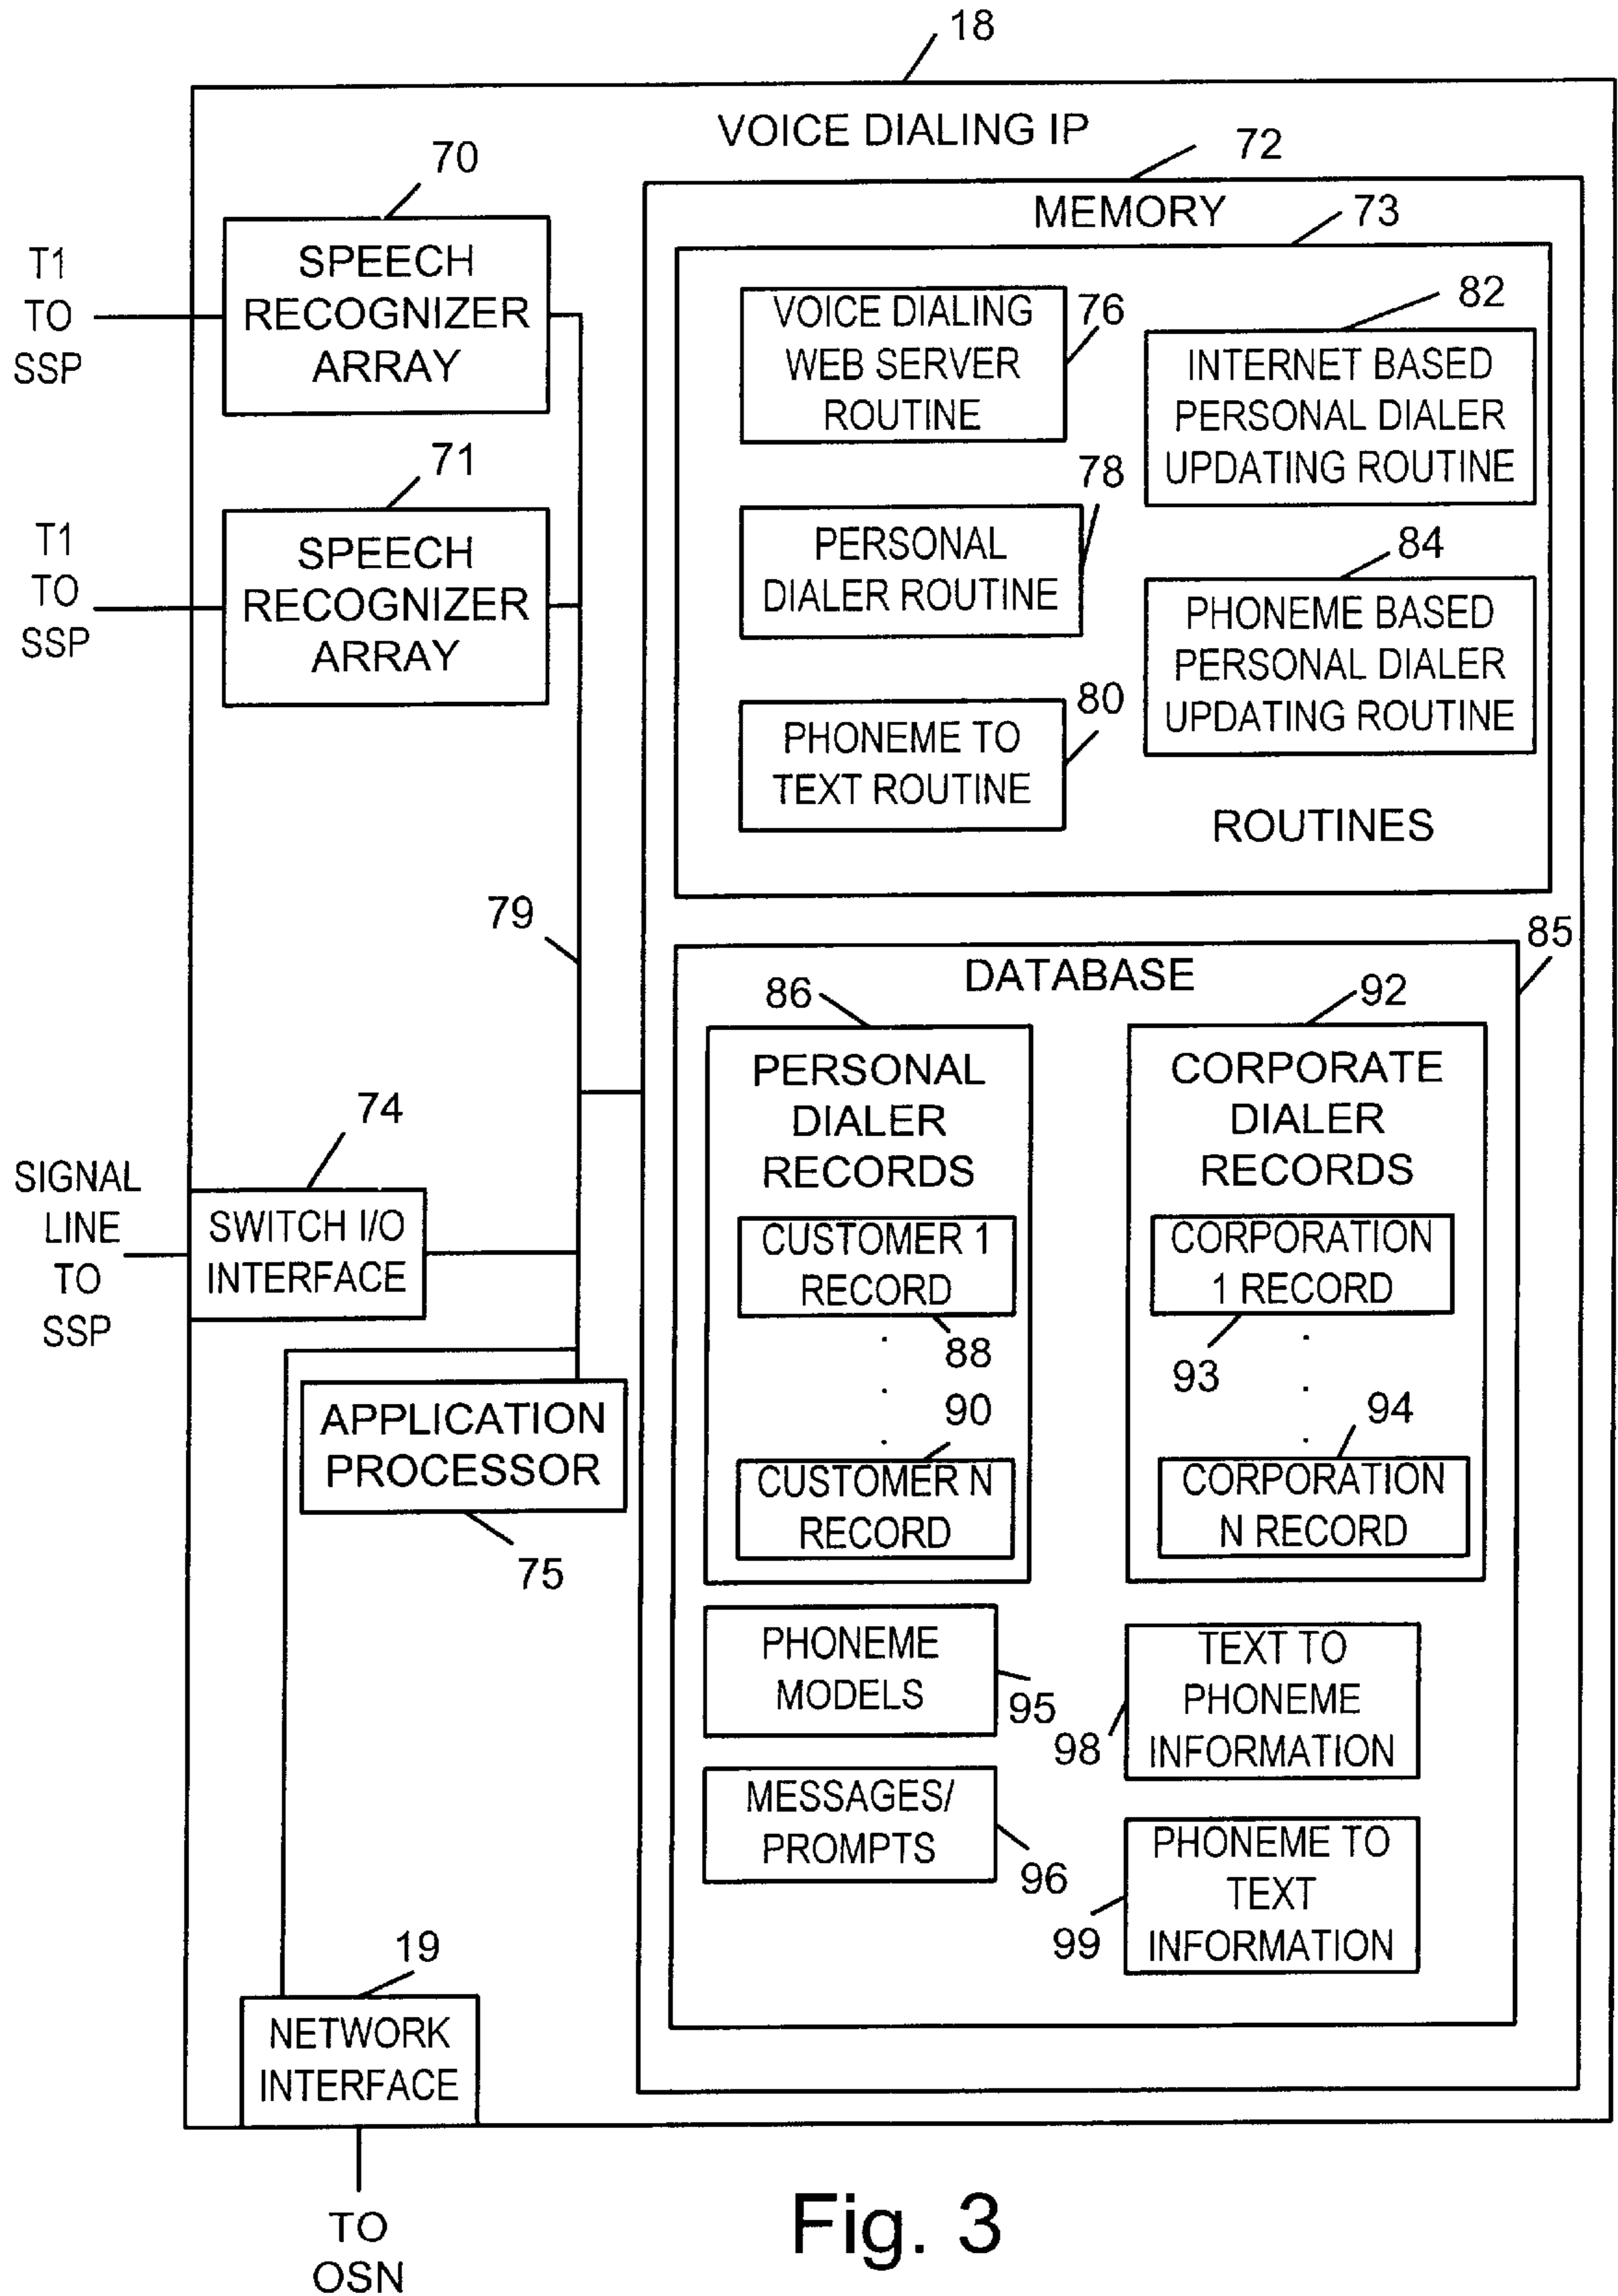 18
VOICE DIALING IP
70
72
MEMORY
73
T1
TO
SSP
SPEECH
RECOGNIZER
ARRAY
VOICE DIALING
WEB SERVER
ROUTINE
76
82
INTERNET BASED
PERSONAL DIALER
UPDATING ROUTINE
71
T1
TO
SSP
SPEECH
RECOGNIZER
ARRAY
78
PERSONAL
DIALER ROUTINE
84
PHONEME BASED
PERSONAL DIALER
UPDATING ROUTINE
80
PHONEME TO
TEXT ROUTINE
ROUTINES
79
85
DATABASE
86
92
PERSONAL
DIALER
RECORDS
CORPORATE
DIALER
RECORDS
74
SIGNAL
LINE
TO
SSP
SWITCH I/O
INTERFACE
CUSTOMER 1
RECORD
CORPORATION
1 RECORD
.
.
.
88
93
.
.
.
90
94
APPLICATION
PROCESSOR
75
CUSTOMER N
RECORD
CORPORATION
N RECORD
PHONEME
MODELS
95
TEXT TO
PHONEME
INFORMATION
98
MESSAGES/
PROMPTS
96
PHONEME TO
TEXT
INFORMATION
99
19
NETWORK
INTERFACE
TO
OSN
Fig. 3